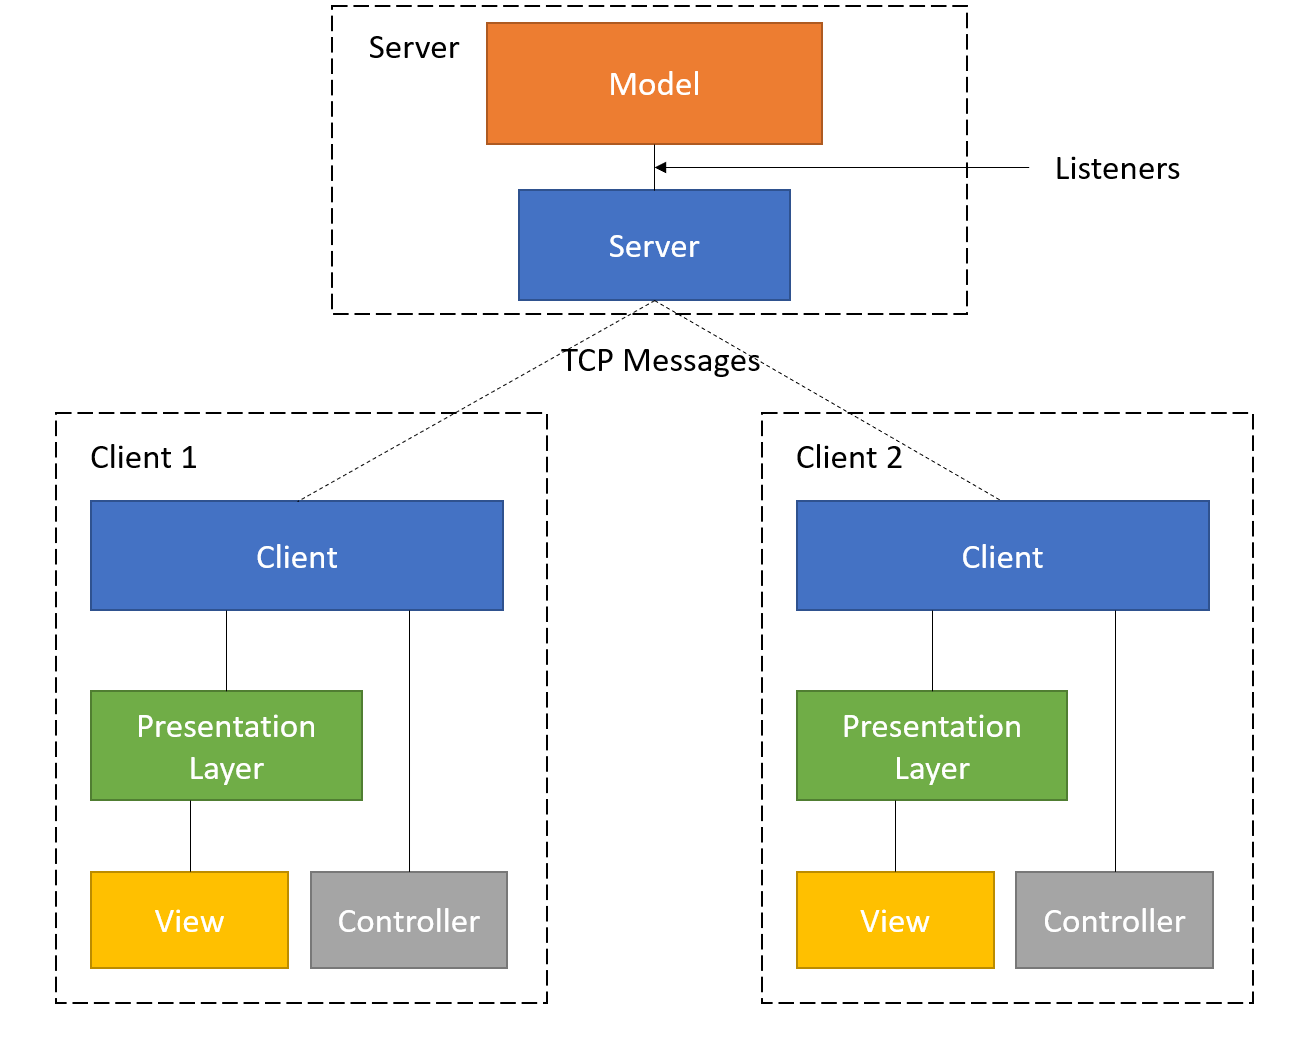 Server
Model
Listeners
Server
TCP Messages
Client 1
Client 2
Client
Client
Presentation
Layer
Presentation
Layer
View
Controller
View
Controller